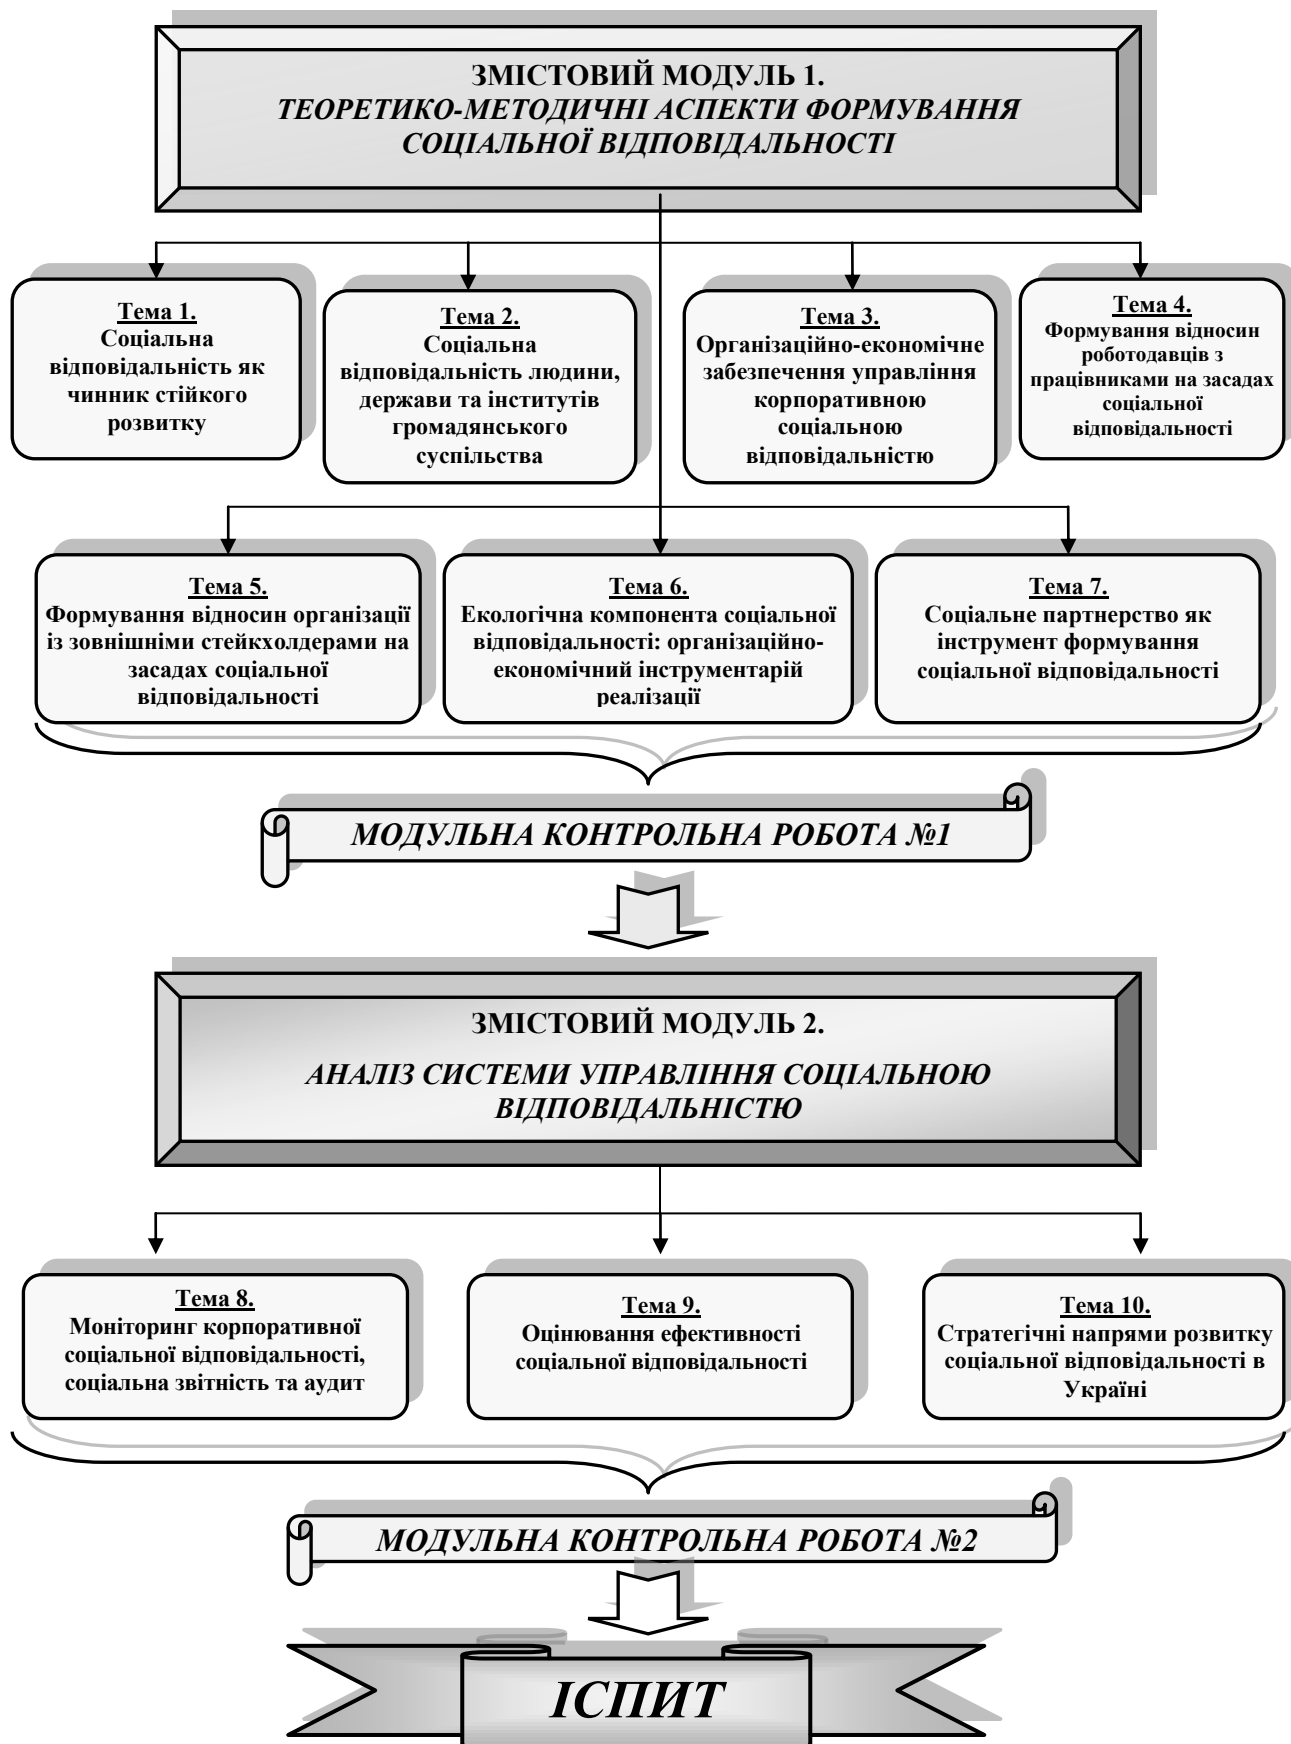 ЗМІСТОВИЙ МОДУЛЬ 1.
ТЕОРЕТИКО-МЕТОДИЧНІ АСПЕКТИ ФОРМУВАННЯ
СОЦІАЛЬНОЇ ВІДПОВІДАЛЬНОСТІ
Тема 1.
Соціальна
відповідальність як
чинник стійкого
розвитку
Тема 2.
Соціальна
відповідальність людини,
держави та інститутів
громадянського
суспільства
Тема 3.
Організаційно-економічне
забезпечення управління
корпоративною
соціальною
відповідальністю
Тема 4.
Формування відносин
роботодавців з
працівниками на засадах
соціальної
відповідальності
Тема 5.
Формування відносин організації
із зовнішніми стейкхолдерами на
засадах соціальної
відповідальності
Тема 6.
Екологічна компонента соціальної
відповідальності: організаційно-
економічний інструментарій
реалізації
Тема 7.
Соціальне партнерство як
інструмент формування
соціальної відповідальності
МОДУЛЬНА КОНТРОЛЬНА РОБОТА №1
ЗМІСТОВИЙ МОДУЛЬ 2.
АНАЛІЗ СИСТЕМИ УПРАВЛІННЯ СОЦІАЛЬНОЮ
ВІДПОВІДАЛЬНІСТЮ
Тема 8.
Моніторинг корпоративної
соціальної відповідальності,
соціальна звітність та аудит
Тема 9.
Оцінювання ефективності
соціальної відповідальності
Тема 10.
Стратегічні напрями розвитку
соціальної відповідальності в
Україні
МОДУЛЬНА КОНТРОЛЬНА РОБОТА №2
ІСПИТ